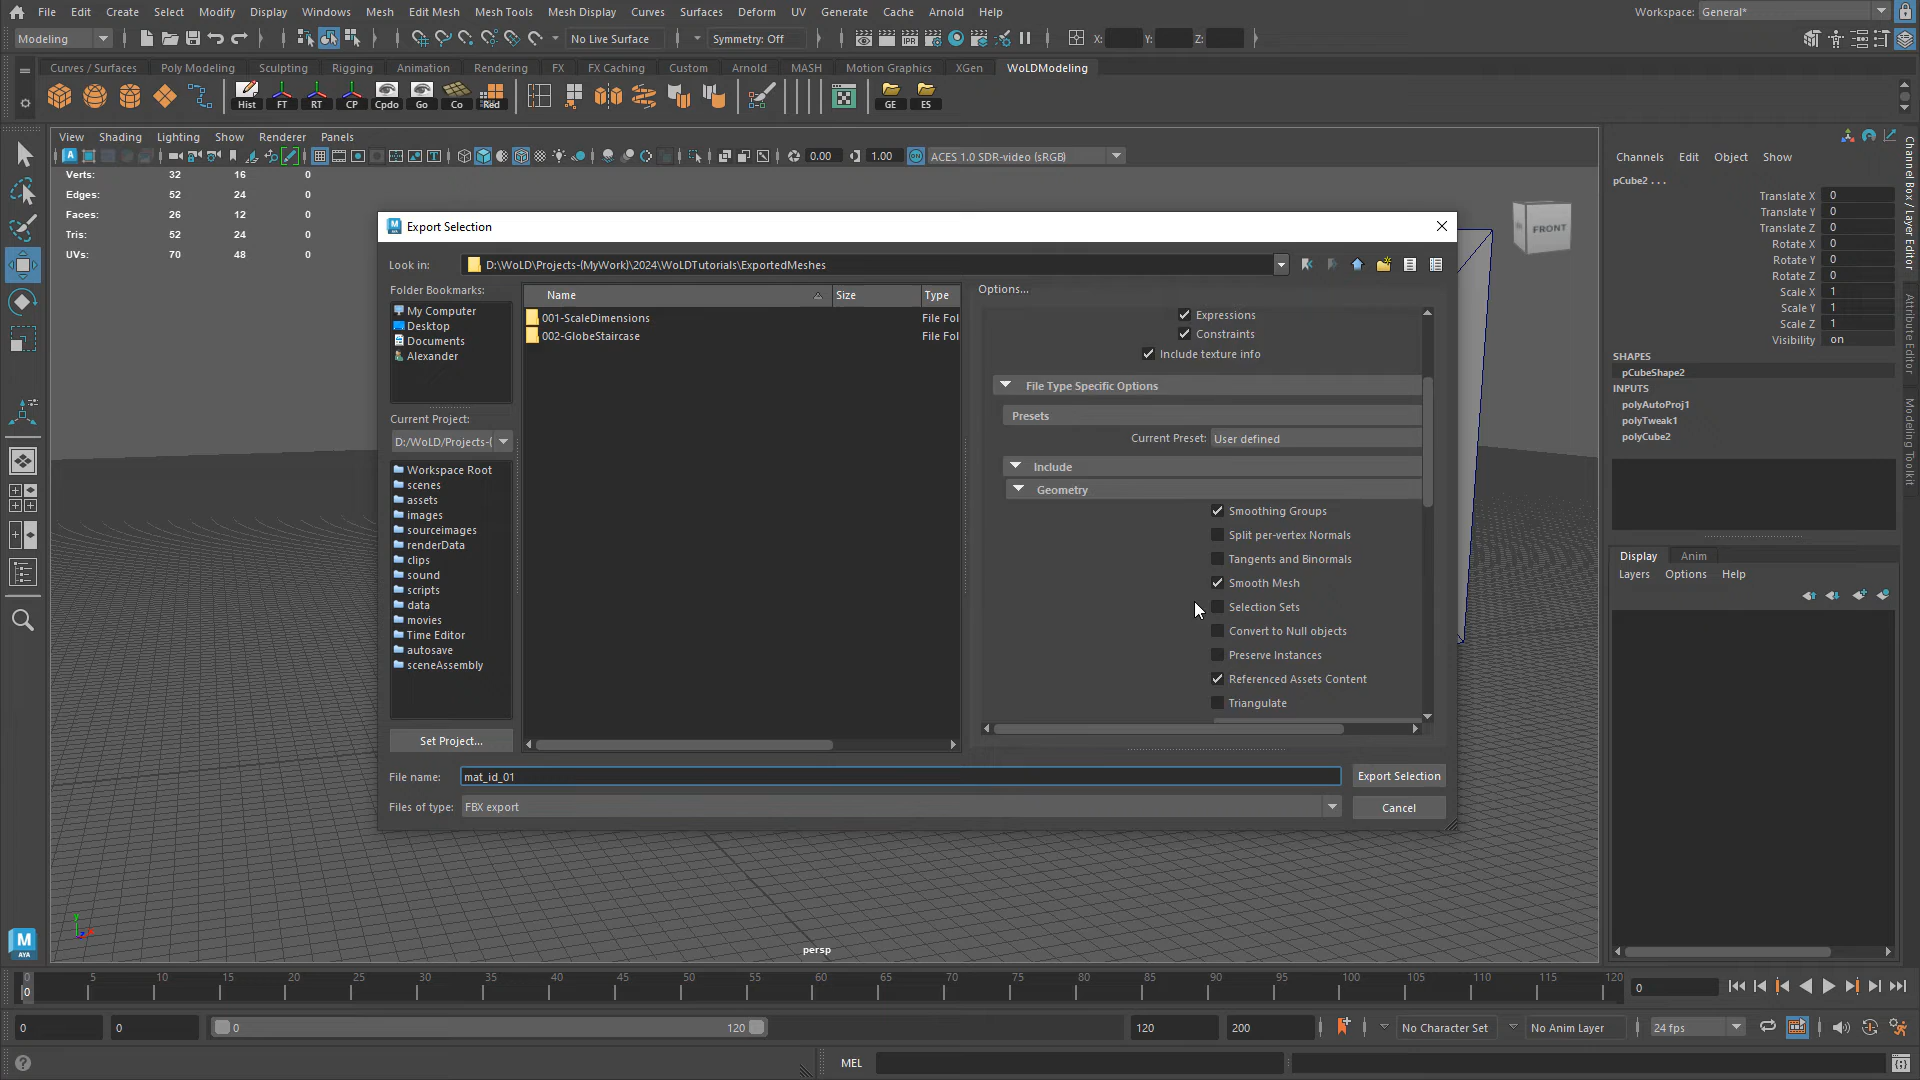 File Edit Create Select Modify Display Windows Mesh Edit Mesh Mesh Tools Mesh Display Curves Surfaces Deform UV Generate Cache Arnold Help Workspace: General*
Modeling No Live Surface Symmetry: Off X: Y: Z:
Curves / Surfaces Poly Modeling Sculpting Rigging Animation Rendering FX FX Caching Custom Arnold MASH Motion Graphics XGen WoLDModeling
Hist FT RT CP Cpdo Go Co Red GE ES
View Shading Lighting Show Renderer Panels
0.00 1.00 ACES 1.0 SDR-video (sRGB)
Verts: 32 16 0
Edges: 52 24 0
Faces: 26 12 0
Tris: 52 24 0
UVs: 70 48 0
FRONT
Export Selection
Look in: D:\WoLD\Projects-(MyWork)\2024\WoLDTutorials\ExportedMeshes
Folder Bookmarks:
My Computer
Desktop
Documents
Alexander
Current Project:
D:/WoLD/Projects-(
Workspace Root
scenes
assets
images
sourceimages
renderData
clips
sound
scripts
data
movies
Time Editor
autosave
sceneAssembly
Set Project...
Name Size Type
001-ScaleDimensions File Fol
002-GlobeStaircase File Fol
Options...
Expressions
Constraints
Include texture info
File Type Specific Options
Presets
Current Preset: User defined
Include
Geometry
Smoothing Groups
Split per-vertex Normals
Tangents and Binormals
Smooth Mesh
Selection Sets
Convert to Null objects
Preserve Instances
Referenced Assets Content
Triangulate
File name: mat_id_01 Export Selection
Files of type: FBX export Cancel
persp
Channels Edit Object Show
pCube2 . . .
Translate X 0
Translate Y 0
Translate Z 0
Rotate X 0
Rotate Y 0
Rotate Z 0
Scale X 1
Scale Y 1
Scale Z 1
Visibility on
SHAPES
pCubeShape2
INPUTS
polyAutoProj1
polyTweak1
polyCube2
Display Anim
Layers Options Help
Channel Box / Layer Editor
Attribute Editor
Modeling Toolkit
M
AYA
0 5 10 15 20 25 30 35 40 45 50 55 60 65 70 75 80 85 90 95 100 105 110 115 120
0 0
0 0 0 120 120 200 No Character Set No Anim Layer 24 fps
MEL